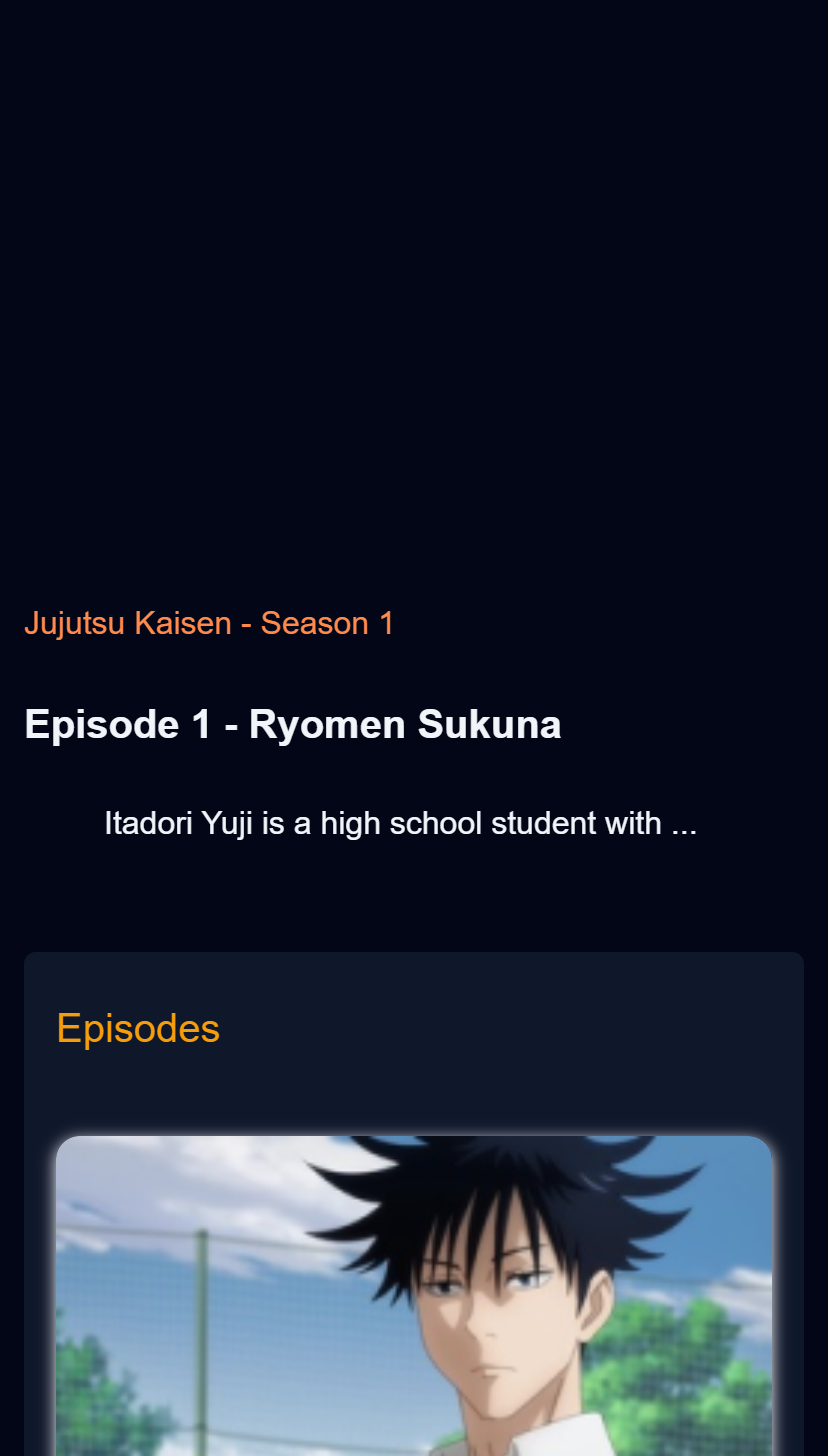 Jujutsu Kaisen - Season 1
Episode 1 - Ryomen Sukuna
Itadori Yuji is a high school student with ...
Episodes